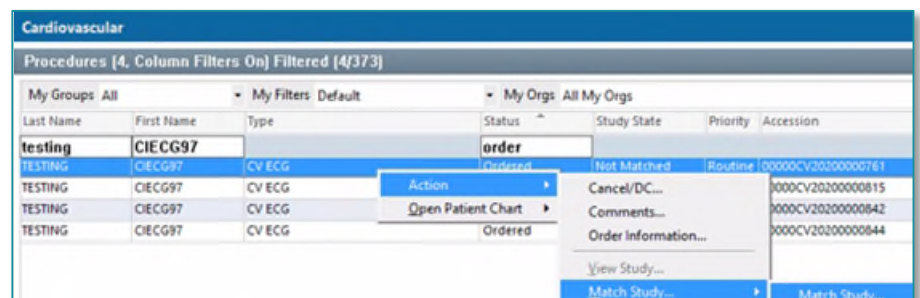 Cardiovascular
Procedures (4, Column Filters On) Filtered (4/373)
My Groups All My Filters Default My Orgs All My Orgs
Last Name First Name Type Status Study State Priority Accession
testing CIECG97 order
TESTING CIECG97 CV ECG Ordered Not Matched Routine 00000CV20200000761
TESTING CIECG97 CV ECG Action Cancel/DC... 0000CV20200000815
TESTING CIECG97 CV ECG Open Patient Chart Comments... 0000CV20200000842
TESTING CIECG97 CV ECG Ordered Order Information... 0000CV20200000844
View Study...
Match Study... Match Study...